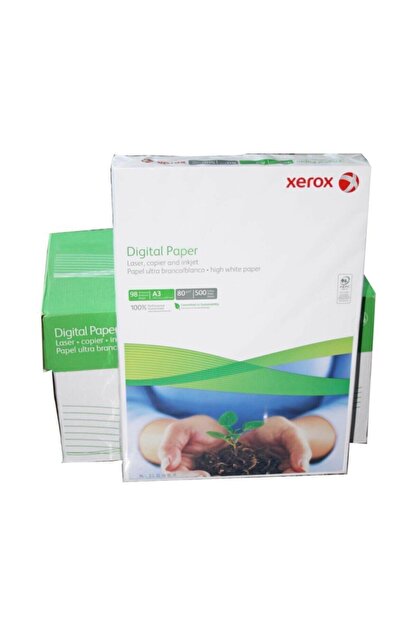 xerox
Digital Paper
Laser, copier and inkjet
Papel ultra branco/blanco • high white paper
98 A3 80 500
100%
Digital Paper
Laser • copier • in
Papel ultra bran